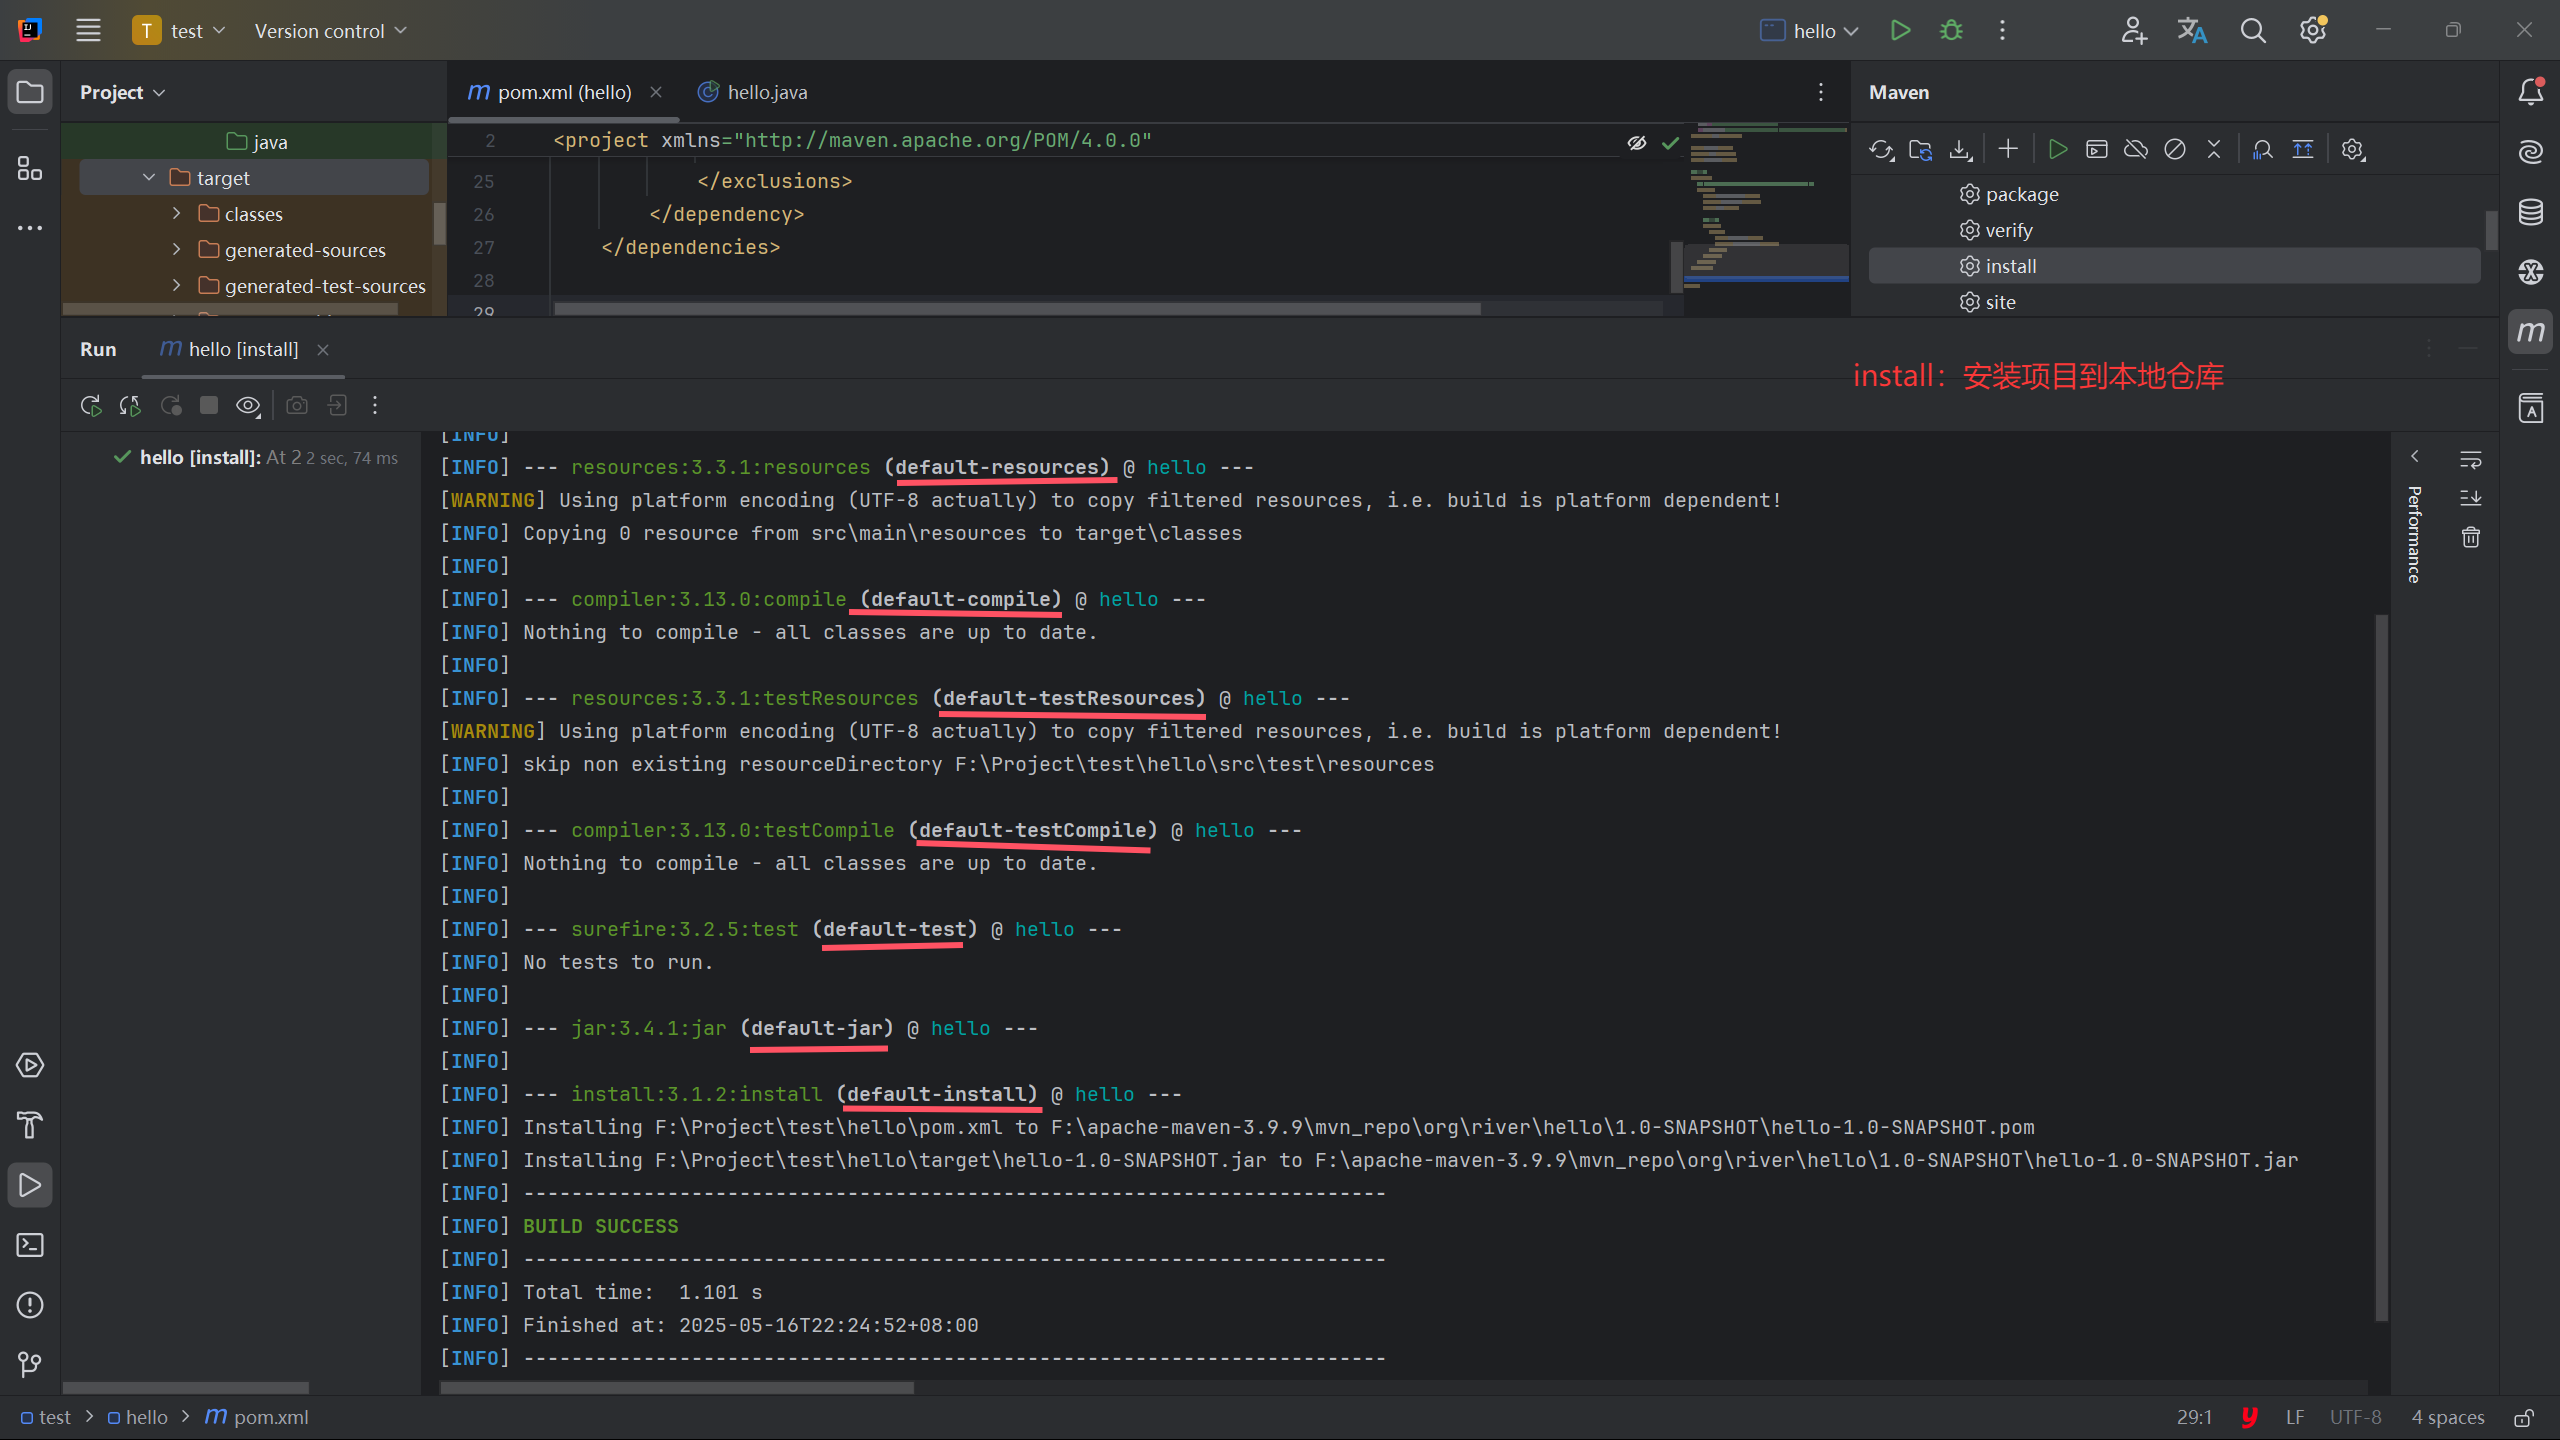 T test Version control hello
Project
pom.xml (hello) hello.java
Maven
java
target
classes
generated-sources
generated-test-sources
2 <project xmlns="http://maven.apache.org/POM/4.0.0"
25 </exclusions>
26 </dependency>
27 </dependencies>
28
29
package
verify
install
site
Run hello [install]
install：安装项目到本地仓库
hello [install]: At 2 2 sec, 74 ms
[INFO]
[INFO] --- resources:3.3.1:resources (default-resources) @ hello ---
[WARNING] Using platform encoding (UTF-8 actually) to copy filtered resources, i.e. build is platform dependent!
[INFO] Copying 0 resource from src\main\resources to target\classes
[INFO]
[INFO] --- compiler:3.13.0:compile (default-compile) @ hello ---
[INFO] Nothing to compile - all classes are up to date.
[INFO]
[INFO] --- resources:3.3.1:testResources (default-testResources) @ hello ---
[WARNING] Using platform encoding (UTF-8 actually) to copy filtered resources, i.e. build is platform dependent!
[INFO] skip non existing resourceDirectory F:\Project\test\hello\src\test\resources
[INFO]
[INFO] --- compiler:3.13.0:testCompile (default-testCompile) @ hello ---
[INFO] Nothing to compile - all classes are up to date.
[INFO]
[INFO] --- surefire:3.2.5:test (default-test) @ hello ---
[INFO] No tests to run.
[INFO]
[INFO] --- jar:3.4.1:jar (default-jar) @ hello ---
[INFO]
[INFO] --- install:3.1.2:install (default-install) @ hello ---
[INFO] Installing F:\Project\test\hello\pom.xml to F:\apache-maven-3.9.9\mvn_repo\org\river\hello\1.0-SNAPSHOT\hello-1.0-SNAPSHOT.pom
[INFO] Installing F:\Project\test\hello\target\hello-1.0-SNAPSHOT.jar to F:\apache-maven-3.9.9\mvn_repo\org\river\hello\1.0-SNAPSHOT\hello-1.0-SNAPSHOT.jar
[INFO] ------------------------------------------------------------------------
[INFO] BUILD SUCCESS
[INFO] ------------------------------------------------------------------------
[INFO] Total time:  1.101 s
[INFO] Finished at: 2025-05-16T22:24:52+08:00
[INFO] ------------------------------------------------------------------------
Performance
test > hello > m pom.xml
29:1 y LF UTF-8 4 spaces